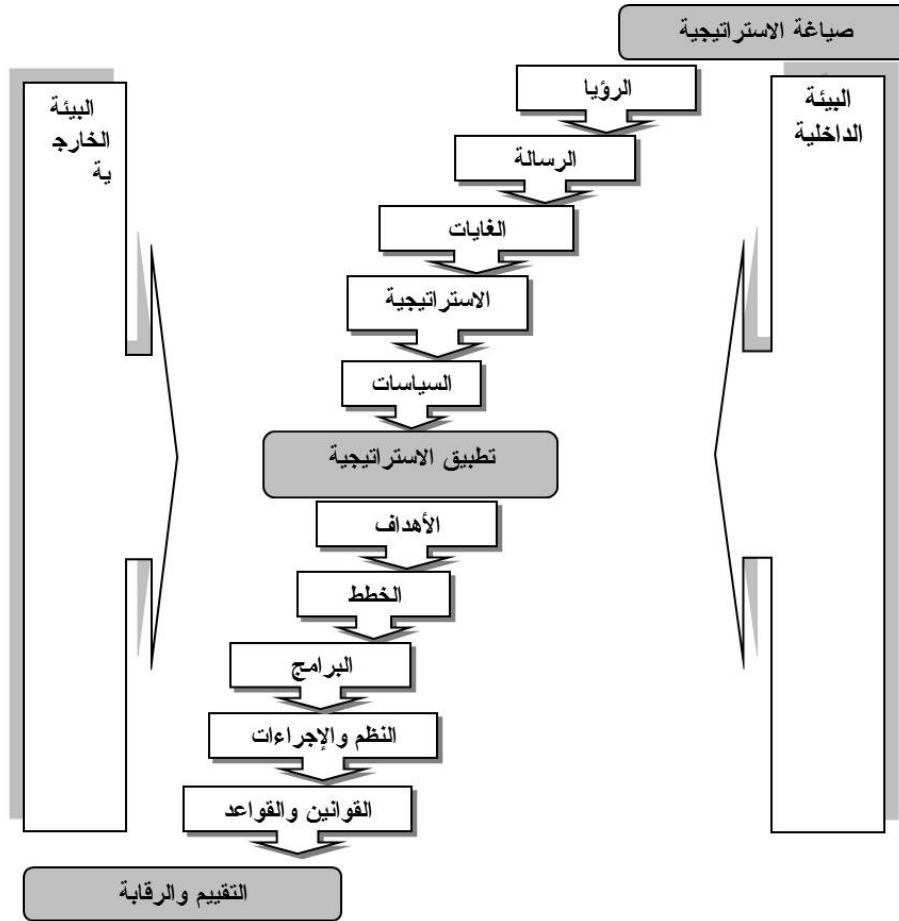 صياغة الاستراتيجية
الرؤيا
البيئة
الداخلية
البيئة
الخارج
ية
الرسالة
الغايات
الاستراتيجية
السياسات
تطبيق الاستراتيجية
الأهداف
الخطط
البرامج
النظم والإجراءات
القوانين والقواعد
التقييم والرقابة